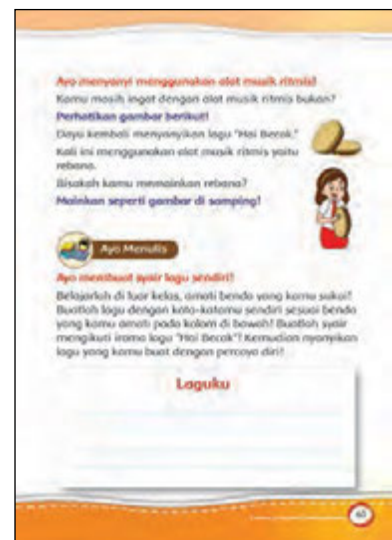 Ayo menyanyi menggunakan alat musik ritmis!
Kamu masih ingat dengan alat musik ritmis bukan?
Perhatikan gambar berikut!
Dayu kembali menyanyikan lagu "Hai Becak."
Kali ini menggunakan alat musik ritmis yaitu
rebana.
Bisakah kamu memainkan rebana?
Mainkan seperti gambar di samping!
Ayo Menulis
Ayo membuat syair lagu sendiri!
Belajarlah di luar kelas, amati benda yang kamu sukai!
Buatlah lagu dengan kata-katamu sendiri sesuai benda
yang kamu amati pada kolom di bawah! Buatlah syair
mengikuti irama lagu "Hai Becak"! Kemudian nyanyikan
lagu yang kamu buat dengan percaya diri!
Laguku